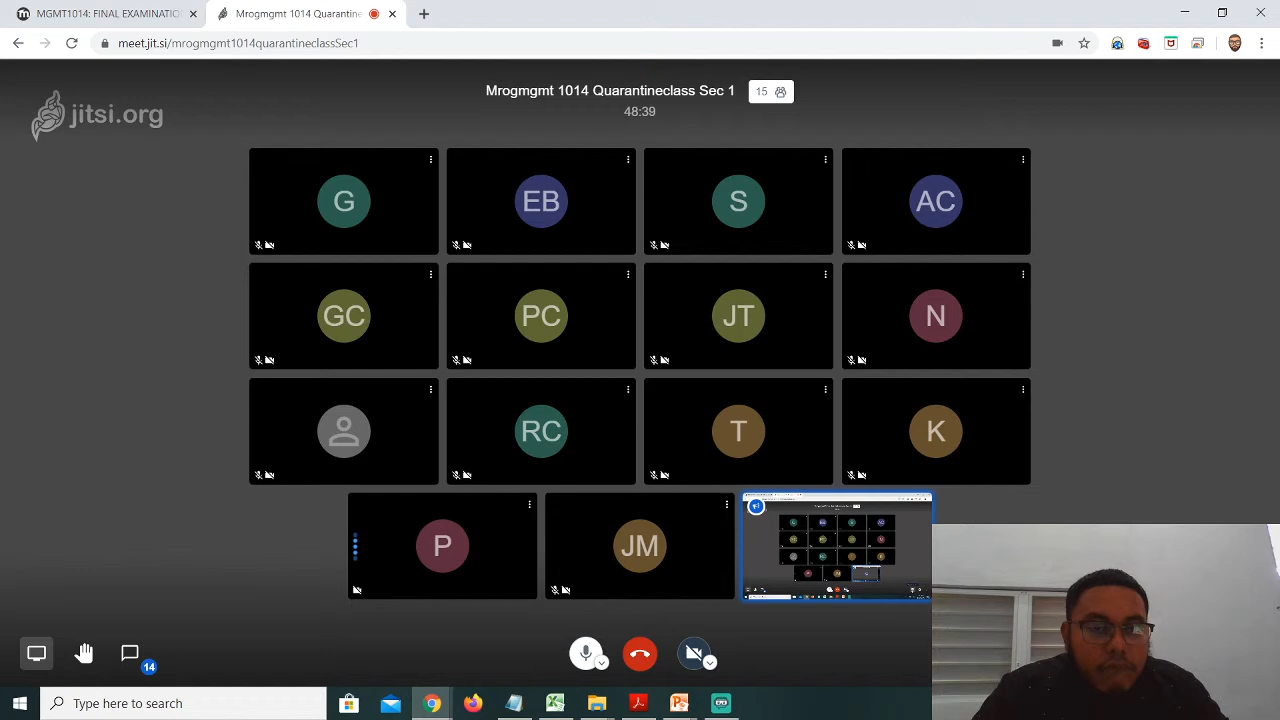 MGMT1014: FINAL EXAMINATIO
Mrogmgmt 1014 Quarantine
meet.jit.si/mrogmgmt1014quarantineclassSec1
jitsi.org
Mrogmgmt 1014 Quarantineclass Sec 1
15
48:39
G
EB
S
AC
GC
PC
JT
N
RC
T
K
P
JM
14
Type here to search